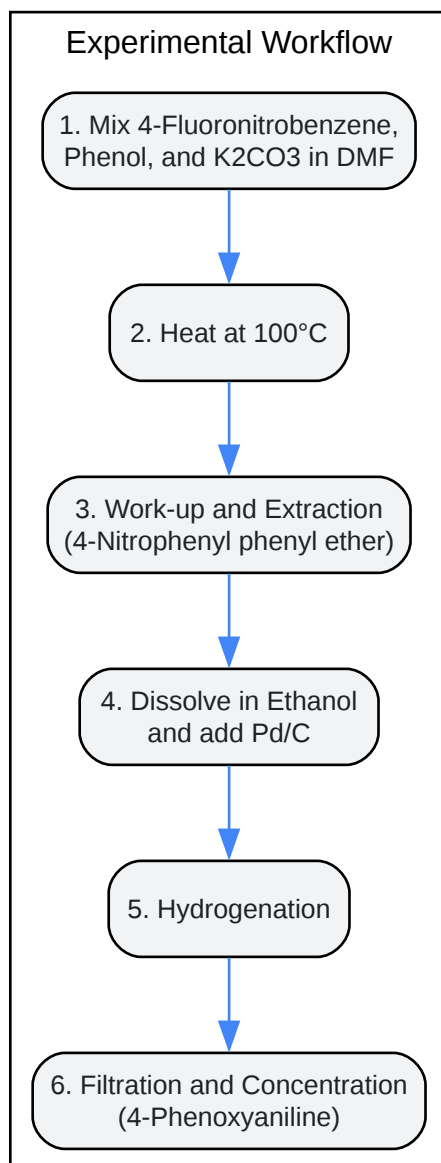 Experimental Workflow
1. Mix 4-Fluoronitrobenzene,
Phenol, and K2CO3 in DMF
2. Heat at 100°C
3. Work-up and Extraction
(4-Nitrophenyl phenyl ether)
4. Dissolve in Ethanol
and add Pd/C
5. Hydrogenation
6. Filtration and Concentration
(4-Phenoxyaniline)